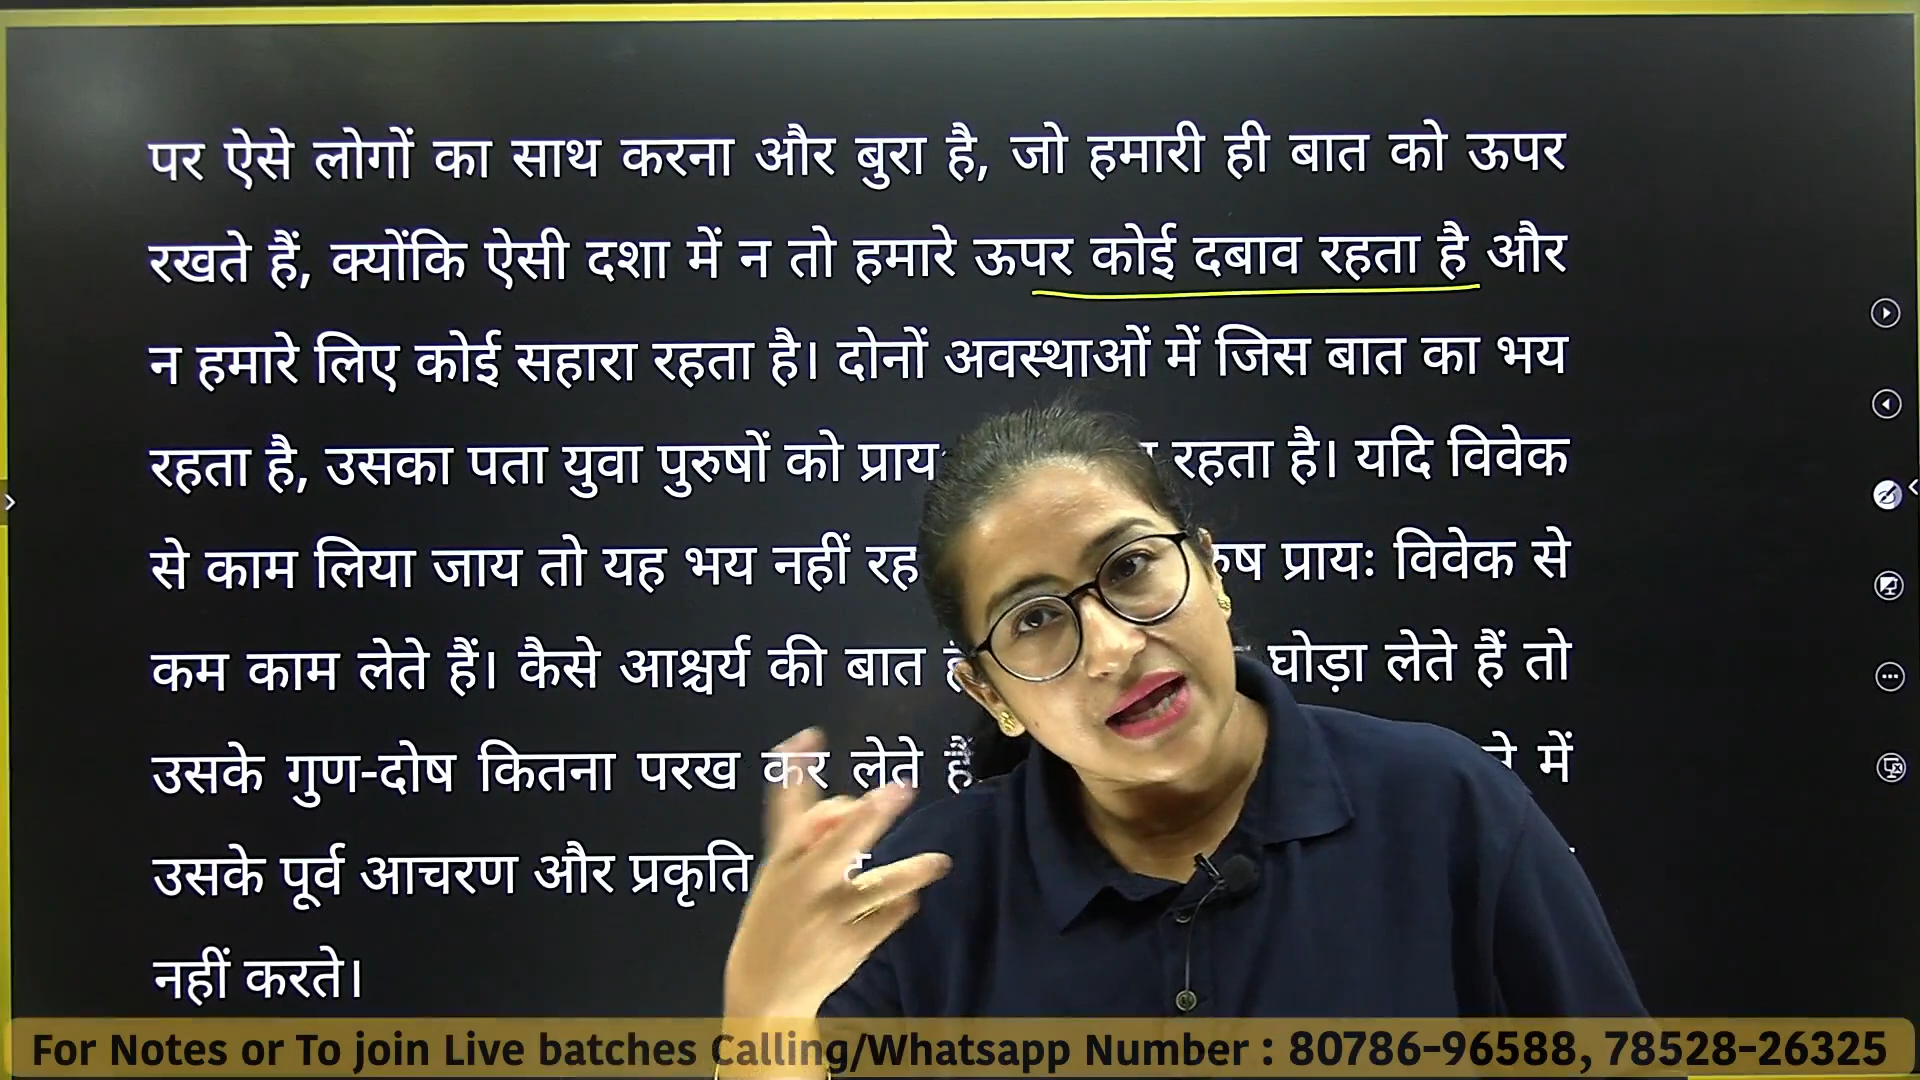 पर ऐसे लोगों का साथ करना और बुरा है, जो हमारी ही बात को ऊपर
रखते हैं, क्योंकि ऐसी दशा में न तो हमारे ऊपर कोई दबाव रहता है और
न हमारे लिए कोई सहारा रहता है। दोनों अवस्थाओं में जिस बात का भय
रहता है, उसका पता युवा पुरुषों को रहता है। यदि विवेक
से काम लिया जाय तो यह भय नहीं प्रायः विवेक से
कम काम लेते हैं। कैसे आश्चर्य की बात घोड़ा लेते हैं तो
उसके गुण-दोष कितना परख कर लेते में
उसके पूर्व आचरण और प्रकृति
नहीं करते।
For Notes or To join Live batches Calling/Whatsapp Number : 80786-96588, 78528-26325